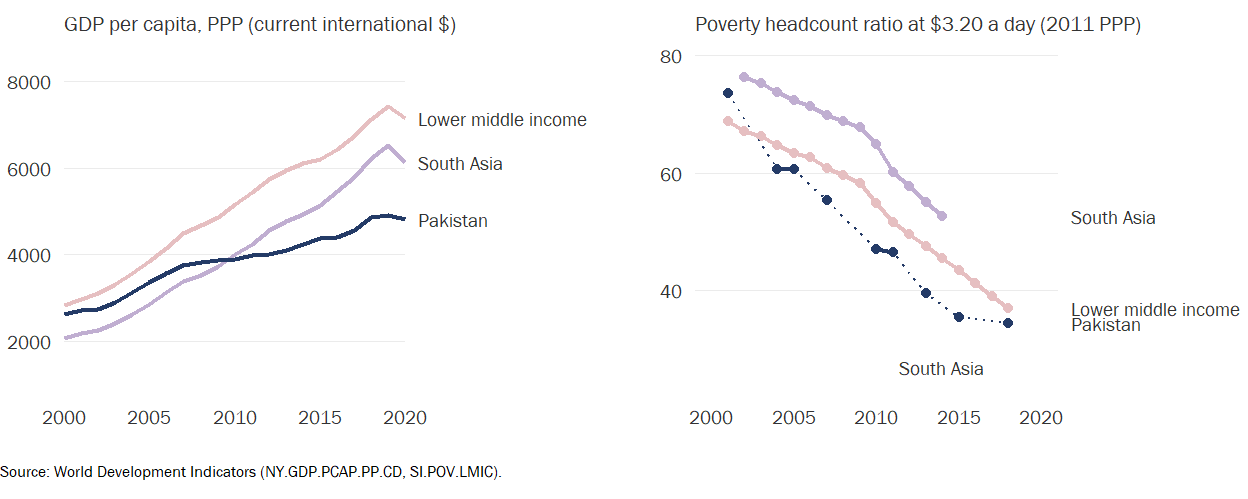 GDP per capita, PPP (current international $)
8000
6000
4000
2000
Lower middle income
South Asia
Pakistan
2000 2005 2010 2015 2020
Poverty headcount ratio at $3.20 a day (2011 PPP)
80
60
40
South Asia
Lower middle income
Pakistan
South Asia
2000 2005 2010 2015 2020
Source: World Development Indicators (NY.GDP.PCAP.PP.CD, SI.POV.LMIC).